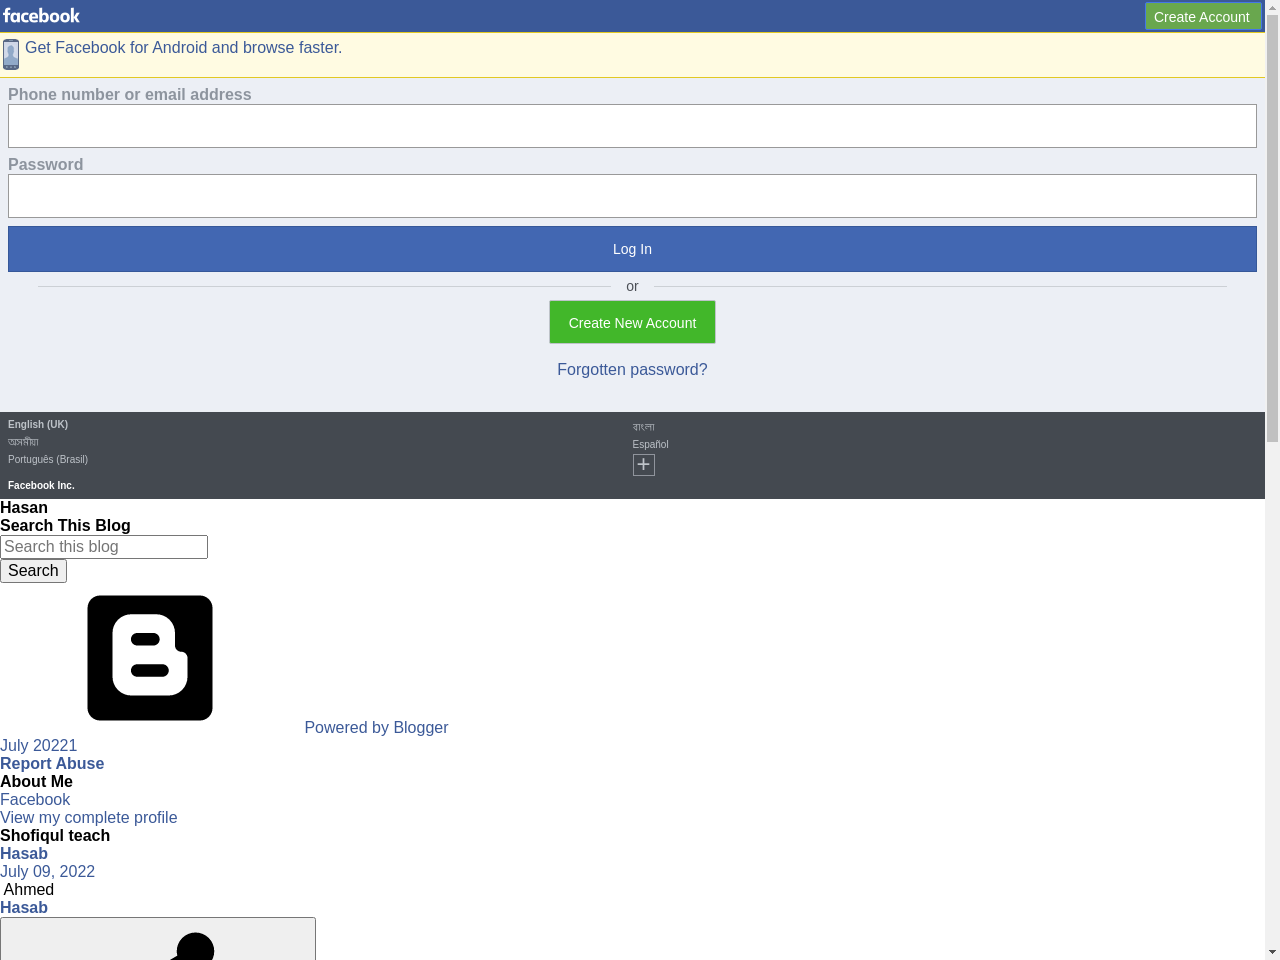 facebook
Create Account
Get Facebook for Android and browse faster.
Phone number or email address
Password
Log In
or
Create New Account
Forgotten password?
English (UK)
অসমীয়া
Português (Brasil)
বাংলা
Español
Facebook Inc.
Hasan
Search This Blog
Search this blog
Search
Powered by Blogger
July 20221
Report Abuse
About Me
Facebook
View my complete profile
Shofiqul teach
Hasab
July 09, 2022
Ahmed
Hasab